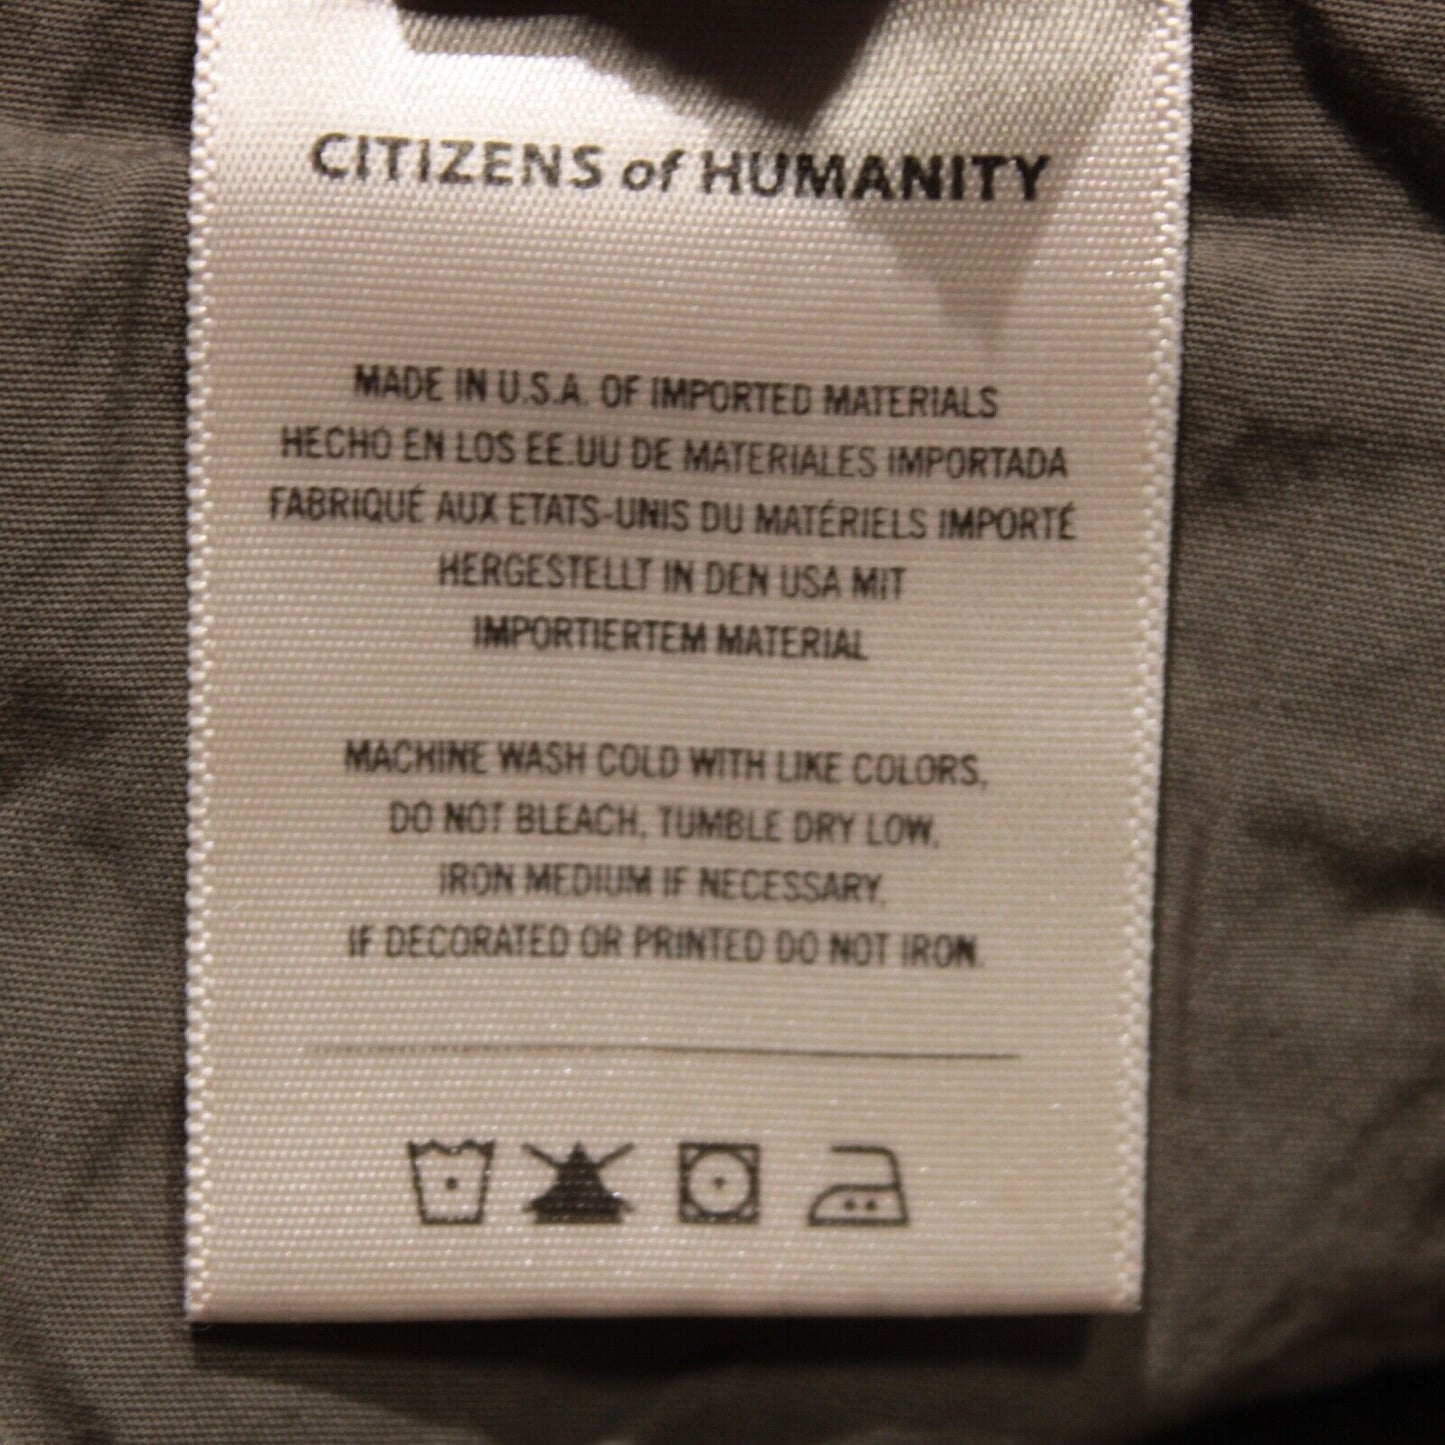 CITIZENS of HUMANITY
MADE IN U.S.A. OF IMPORTED MATERIALS
HECHO EN LOS EE.UU DE MATERIALES IMPORTADA
FABRIQUÉ AUX ETATS-UNIS DU MATÉRIELS IMPORTÉ
HERGESTELLT IN DEN USA MIT
IMPORTIERTEM MATERIAL
MACHINE WASH COLD WITH LIKE COLORS,
DO NOT BLEACH, TUMBLE DRY LOW,
IRON MEDIUM IF NECESSARY,
IF DECORATED OR PRINTED DO NOT IRON.